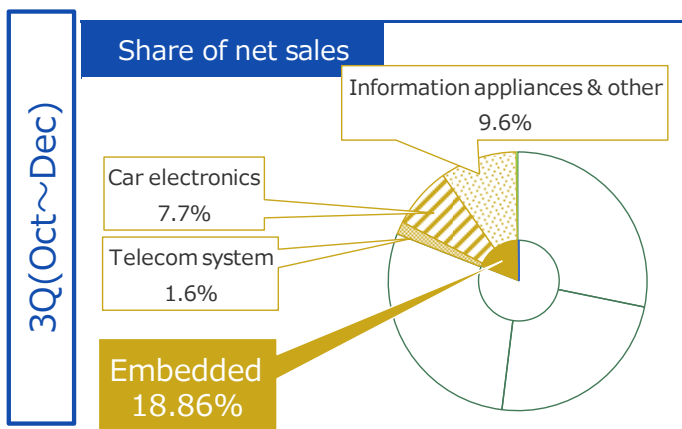 3Q(Oct～Dec)
Share of net sales
Information appliances & other
9.6%
Car electronics
7.7%
Telecom system
1.6%
Embedded
18.86%